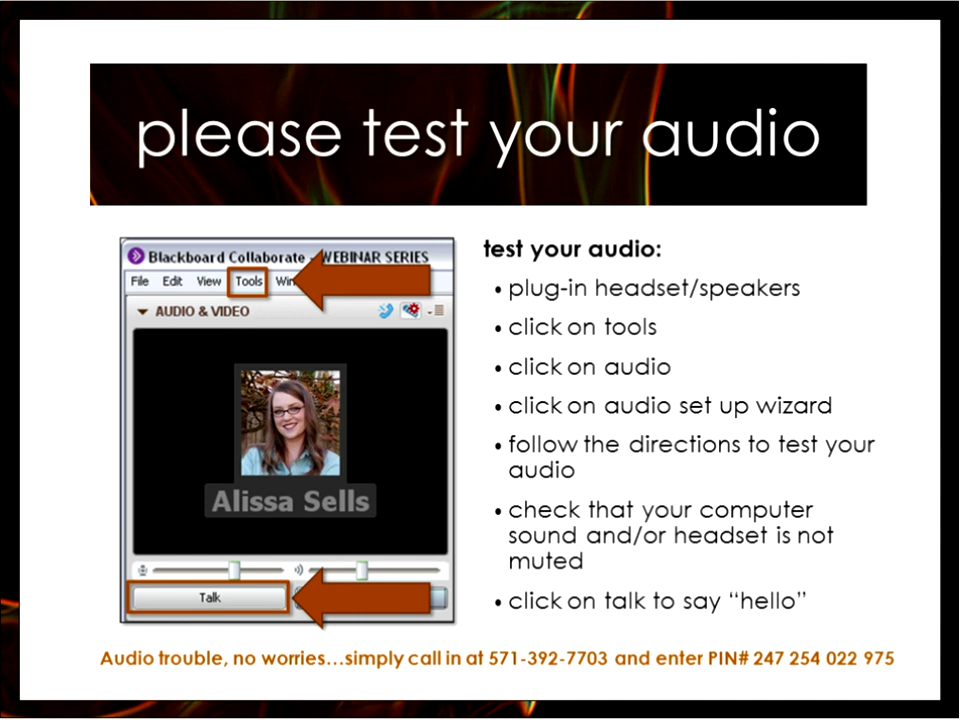 please test your audio
Blackboard Collaborate - WEBINAR SERIES
File Edit View Tools
AUDIO & VIDEO
Alissa Sells
Talk
test your audio:
• plug-in headset/speakers
• click on tools
• click on audio
• click on audio set up wizard
• follow the directions to test your
audio
• check that your computer
sound and/or headset is not
muted
• click on talk to say “hello”
Audio trouble, no worries…simply call in at 571-392-7703 and enter PIN# 247 254 022 975